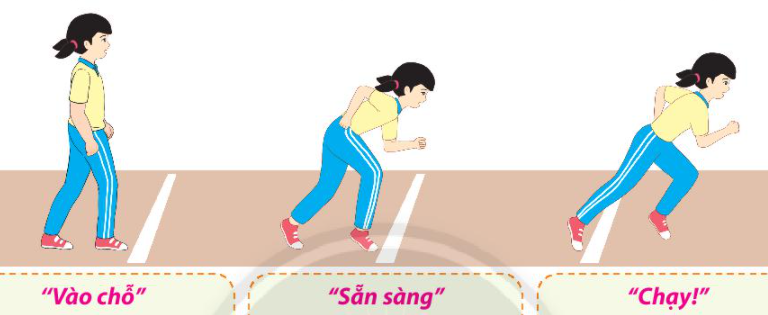 “Vào chỗ”
“Sẵn sàng”
“Chạy!”